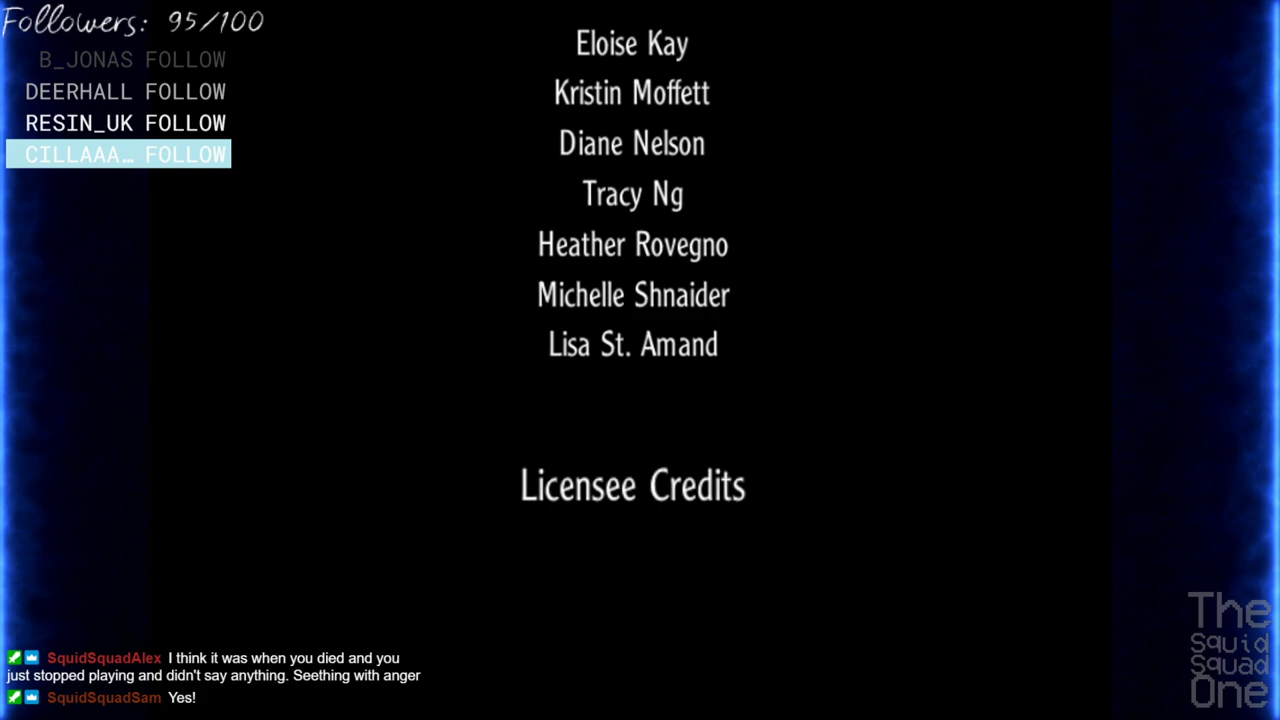 Followers: 95/100
B_JONAS FOLLOW
DEERHALL FOLLOW
RESIN_UK FOLLOW
CILLAAA… FOLLOW
Eloise Kay
Kristin Moffett
Diane Nelson
Tracy Ng
Heather Rovegno
Michelle Shnaider
Lisa St. Amand
Licensee Credits
SquidSquadAlex I think it was when you died and you
just stopped playing and didn't say anything. Seething with anger
SquidSquadSam Yes!
The
Squid
Squad
One